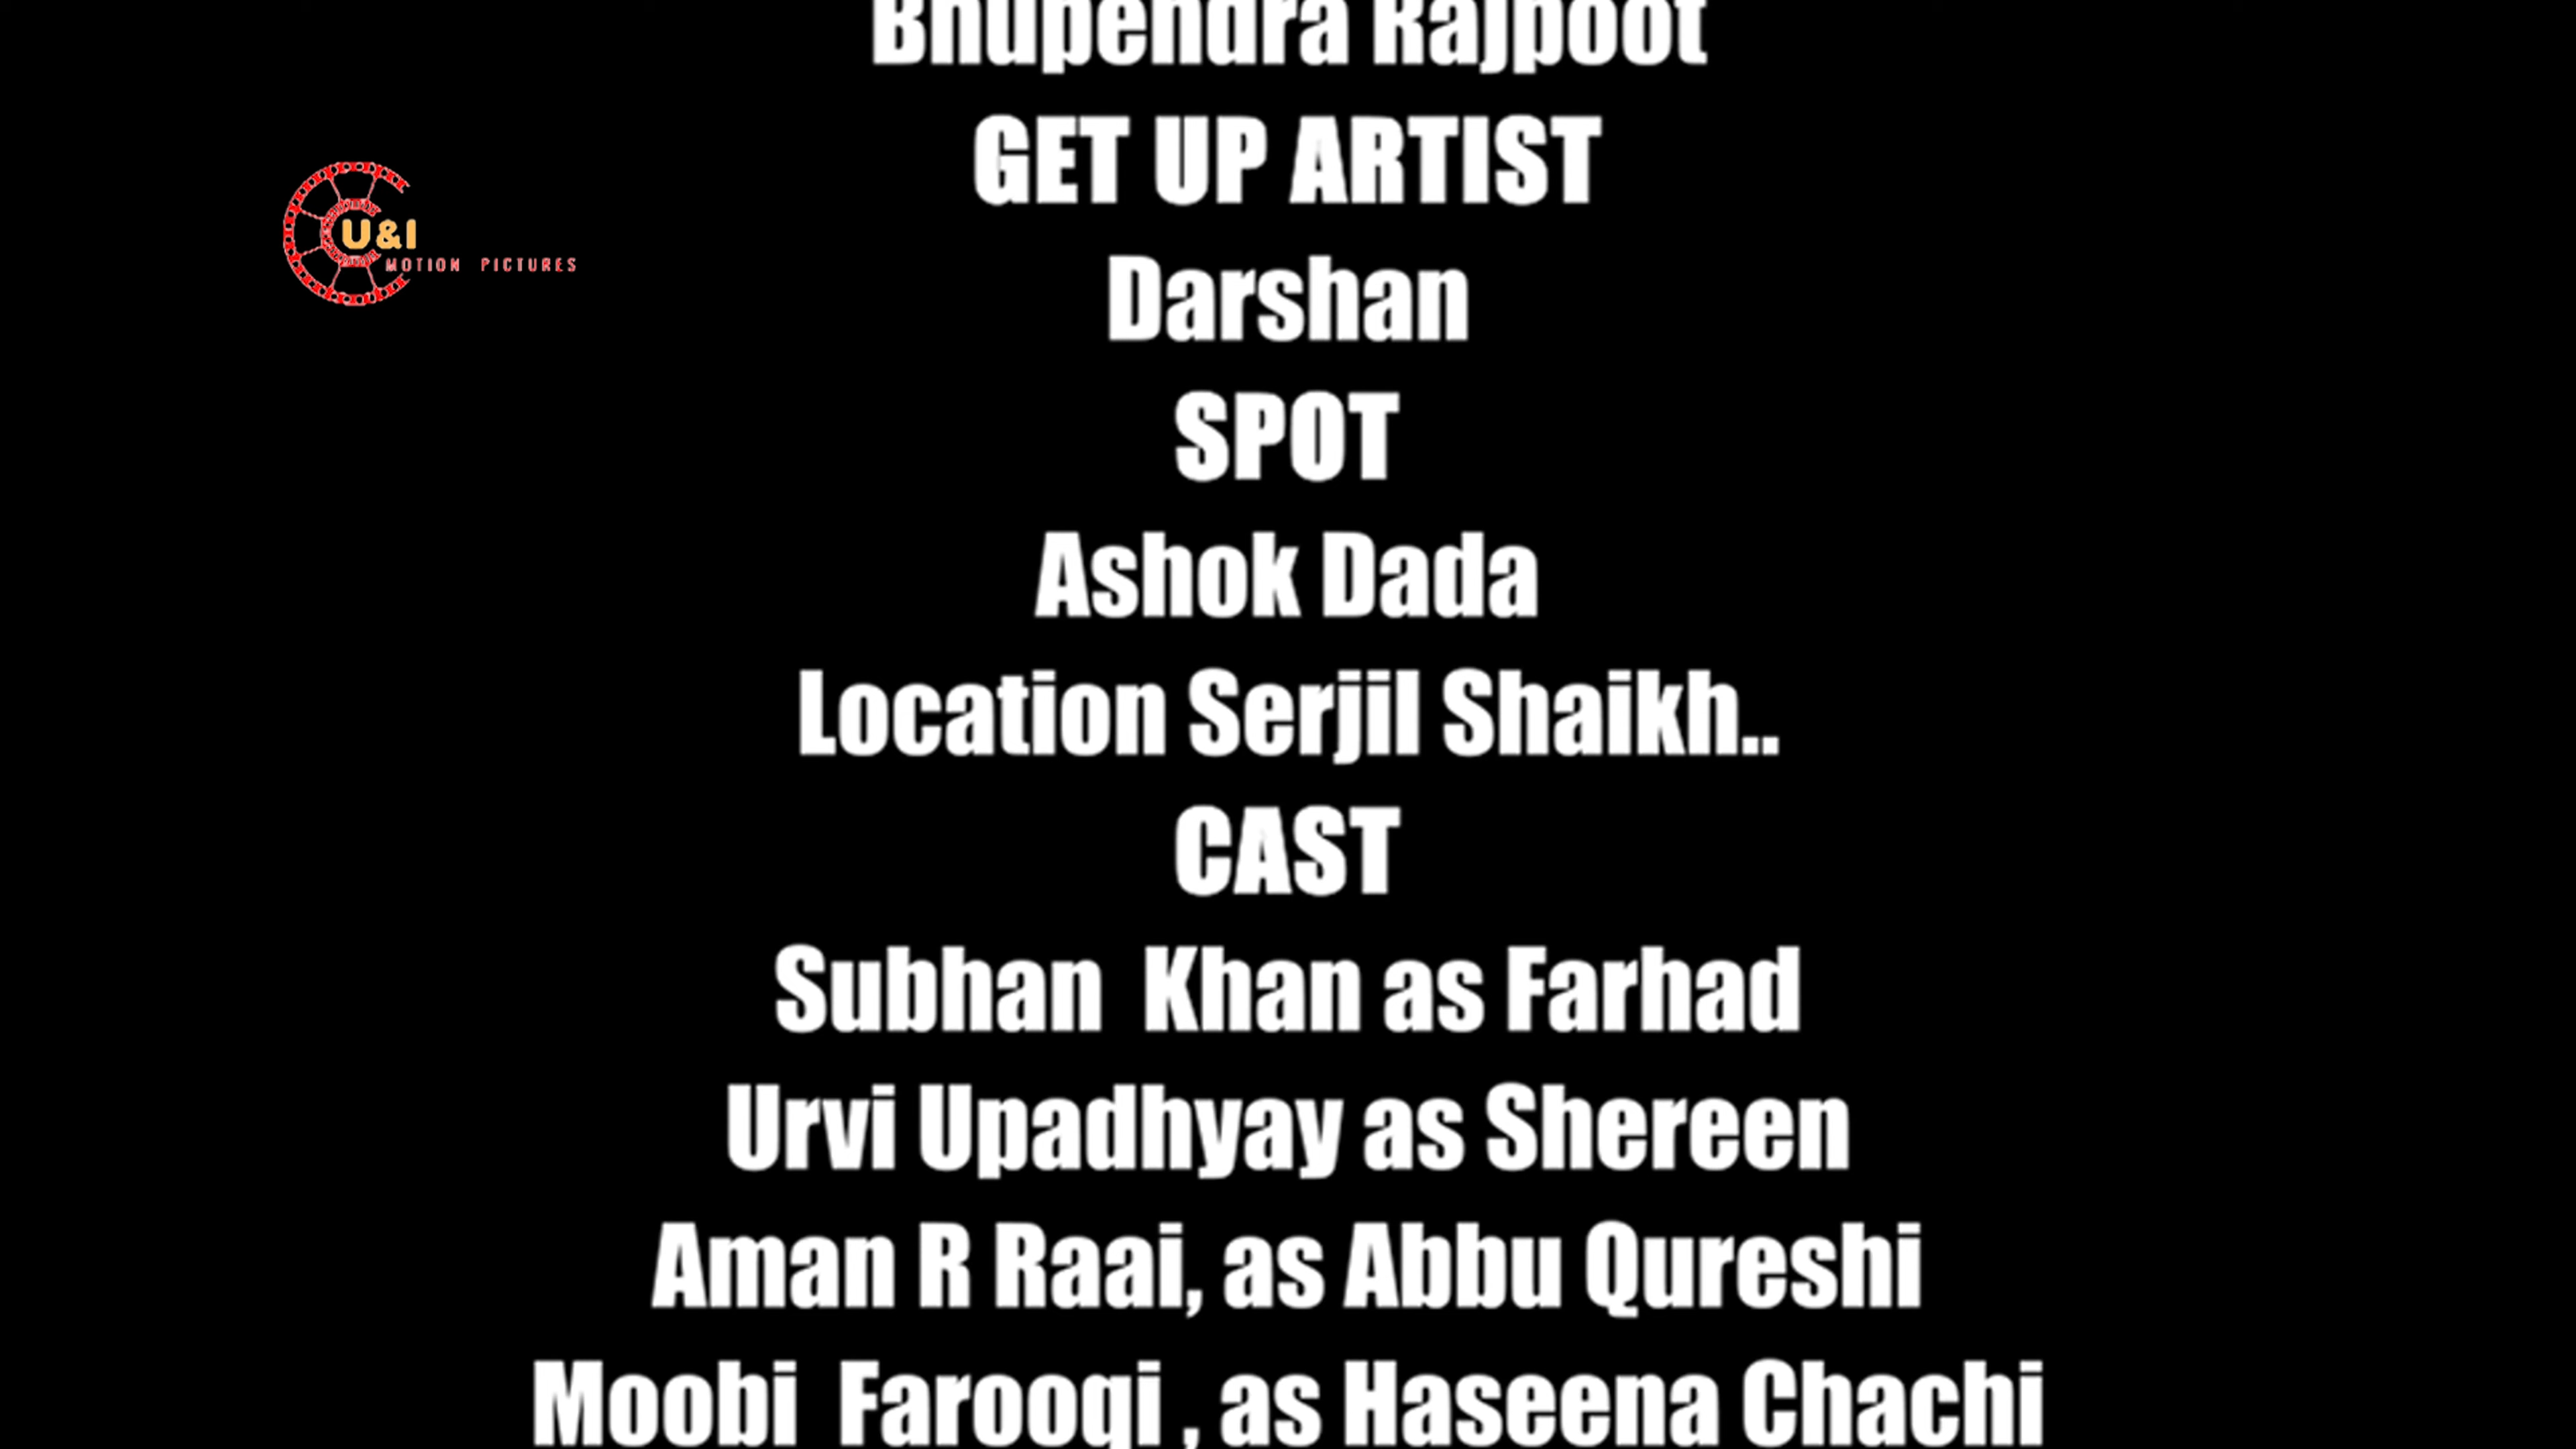 Bhupendra Rajpoot
GET UP ARTIST
U&I
MOTION PICTURES
Darshan
SPOT
Ashok Dada
Location Serjil Shaikh..
CAST
Subhan Khan as Farhad
Urvi Upadhyay as Shereen
Aman R Raai, as Abbu Qureshi
Moobi Farooqi , as Haseena Chachi